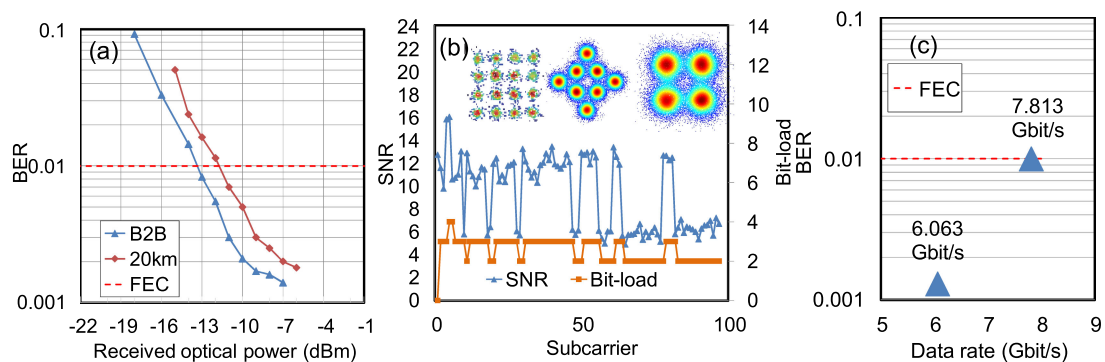 (a)
BER
0.1
0.01
0.001
B2B
20km
FEC
-22 -19 -16 -13 -10 -7 -4 -1
Received optical power (dBm)
(b)
SNR
24
22
20
18
16
14
12
10
8
6
4
2
0
SNR Bit-load
0 50 100
Subcarrier
14
12
10
8
6
4
2
0
Bit-load
(c)
BER
0.1
0.01
0.001
FEC
7.813
Gbit/s
6.063
Gbit/s
5 6 7 8 9
Data rate (Gbit/s)